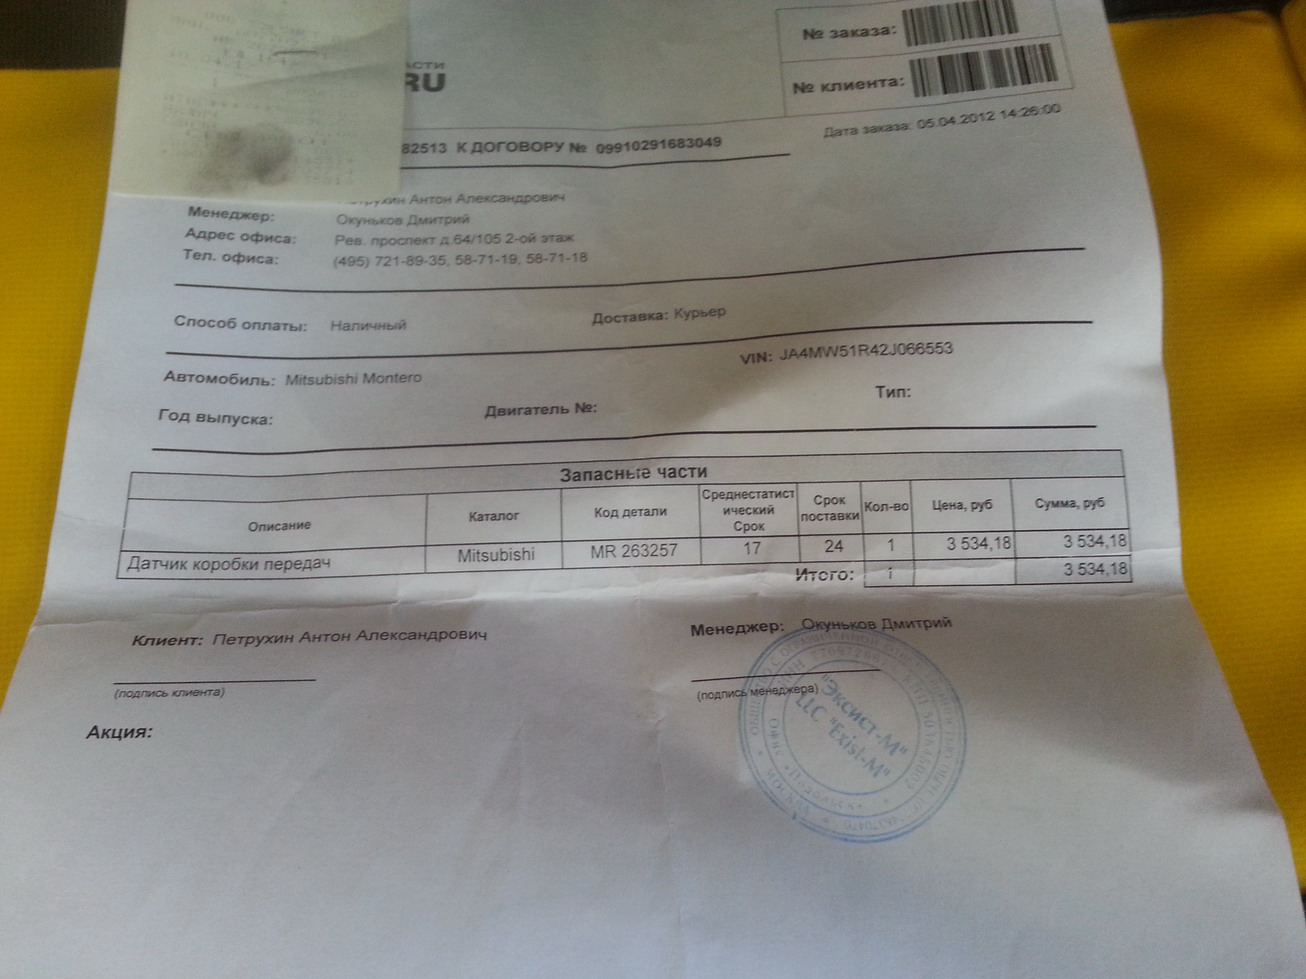 № заказа:
АСТИ
RU
№ клиента:
Дата заказа: 05.04.2012 14:26:00
82513 К ДОГОВОРУ № 09910291683049
Петрухин Антон Александрович
Менеджер: Окуньков Дмитрий
Адрес офиса: Рев. проспект д.64/105 2-ой этаж
Тел. офиса: (495) 721-89-35, 58-71-19, 58-71-18
Способ оплаты: Наличный Доставка: Курьер
Автомобиль: Mitsubishi Montero VIN: JA4MW51R42J066553
Год выпуска: Двигатель №: Тип:
Запасные части
Описание Каталог Код детали Среднестатист ический Срок Срок поставки Кол-во Цена, руб Сумма, руб
Датчик коробки передач Mitsubishi MR 263257 17 24 1 3 534,18 3 534,18
Итого: 1 3 534,18
Клиент: Петрухин Антон Александрович Менеджер: Окуньков Дмитрий
(подпись клиента) (подпись менеджера)
Акция:
"Эксист-М"
LLC "Exist-M"